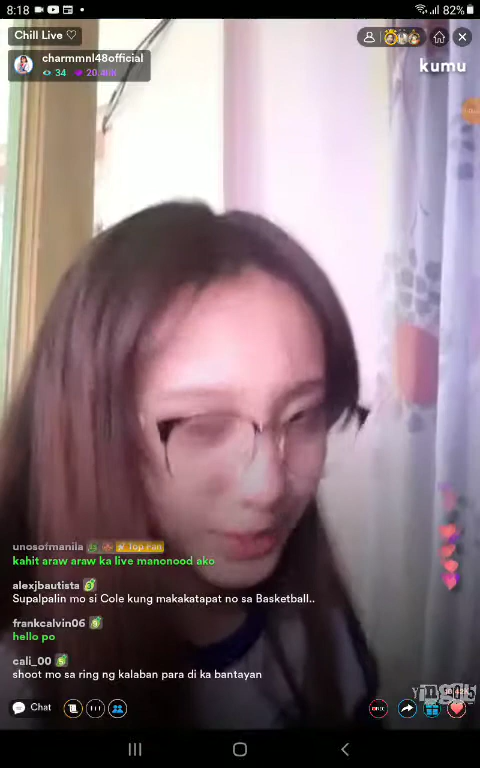 8:18
82%
Chill Live ♡
charmmnl48official
34 20.46K
kumu
unosofmanila Top Fan
kahit araw araw ka live manonood ako
alexjbautista
Supalpalin mo si Cole kung makakatapat no sa Basketball..
frankcalvin06
hello po
cali_00
shoot mo sa ring ng kalaban para di ka bantayan
Chat